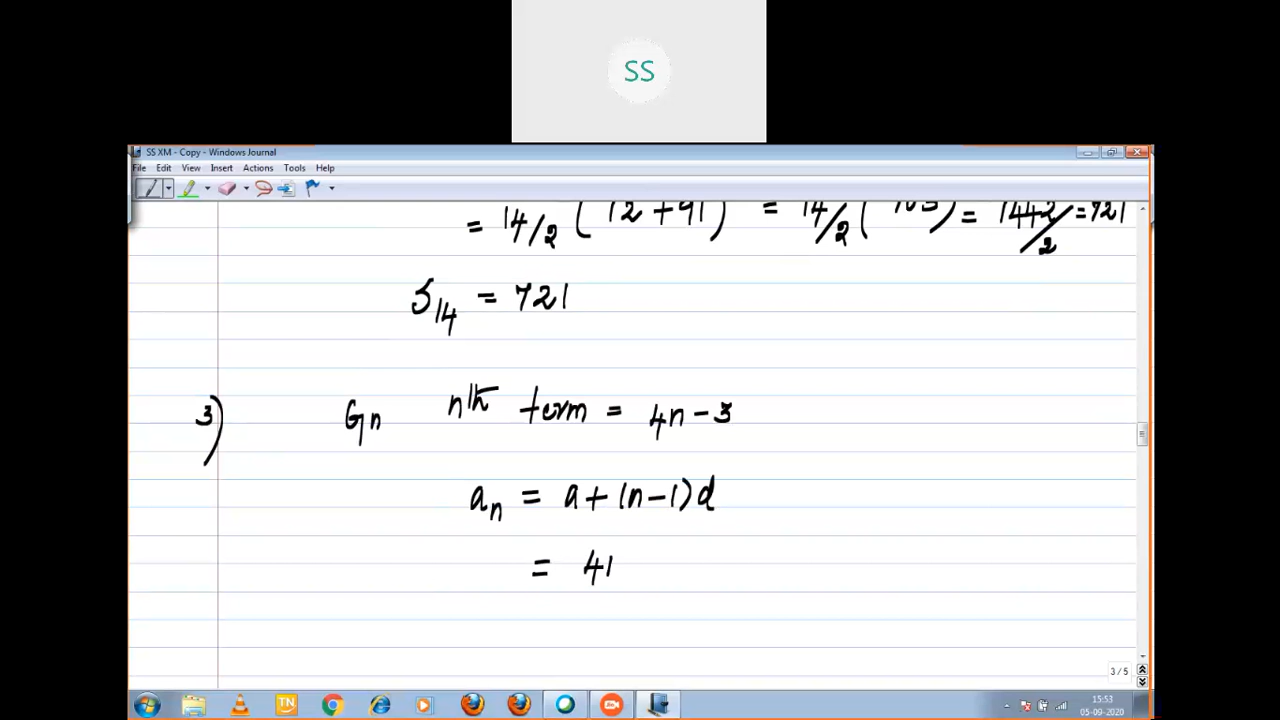 SS
SS XM - Copy - Windows Journal
File Edit View Insert Actions Tools Help
= 14/2 ( 12 + 91 ) = 14/2 ( 103 ) = 1442/2 = 721
S14 = 721
3) Gn nth term = 4n - 3
an = a + (n - 1) d
= 41
3 / 5
TN
15:53
05-09-2020